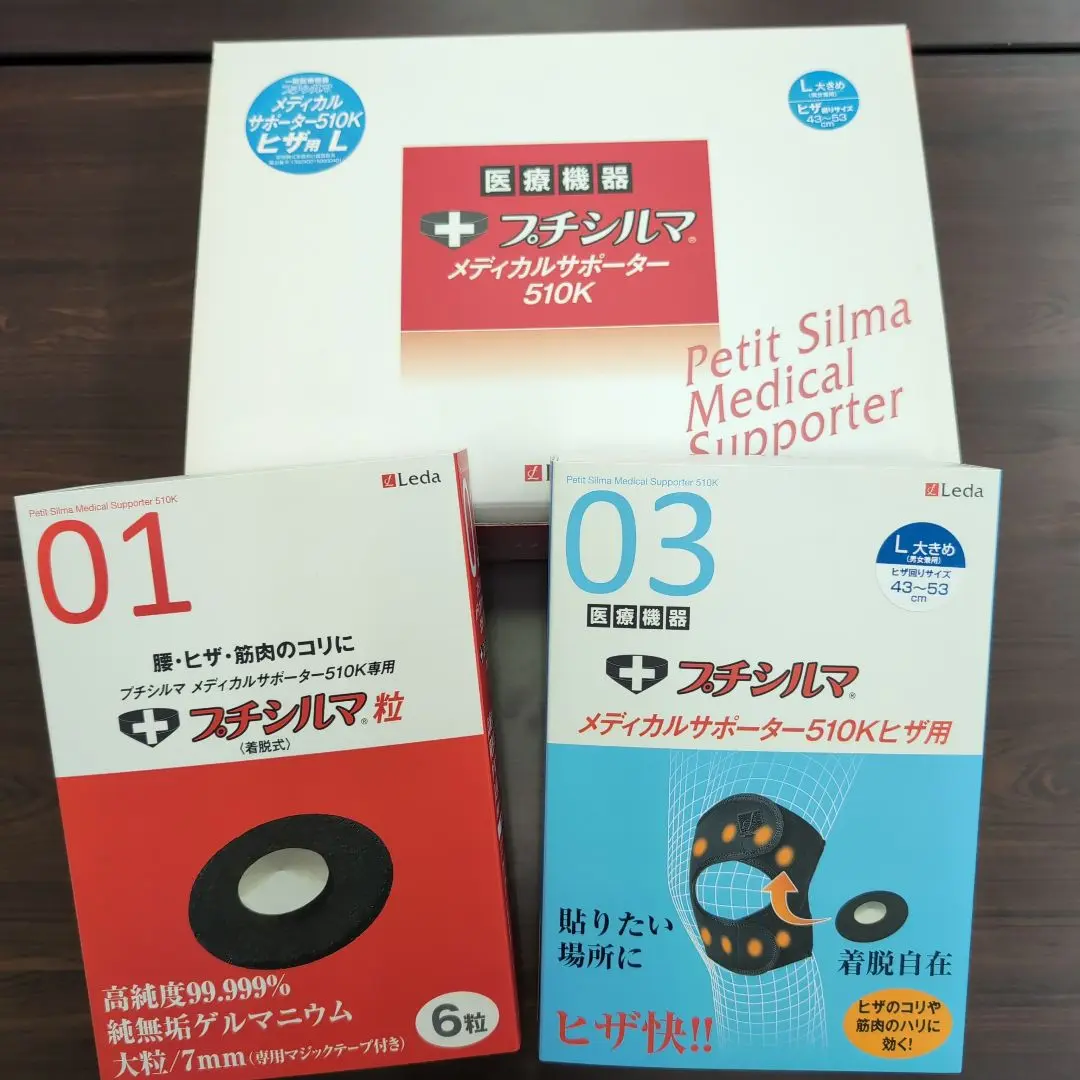 一般医療機器
プチシルマ
メディカル
サポーター510K
ヒザ用 L
L 大きめ
(男女兼用)
ヒザ回りサイズ
43～53
cm
医療機器
プチシルマ®
メディカルサポーター
510K
Petit Silma
Medical
Supporter
Petit Silma Medical Supporter 510K
Leda
01
腰・ヒザ・筋肉のコリに
プチシルマ メディカルサポーター510K専用
プチシルマ®粒
〈着脱式〉
高純度99.999%
純無垢ゲルマニウム
大粒/7mm(専用マジックテープ付き)
6粒
Petit Silma Medical Supporter 510K
Leda
03
L 大きめ
(男女兼用)
ヒザ回りサイズ
43～53
cm
医療機器
プチシルマ®
メディカルサポーター510Kヒザ用
貼りたい
場所に
着脱自在
ヒザ快!!
ヒザのコリや
筋肉のハリに
効く!